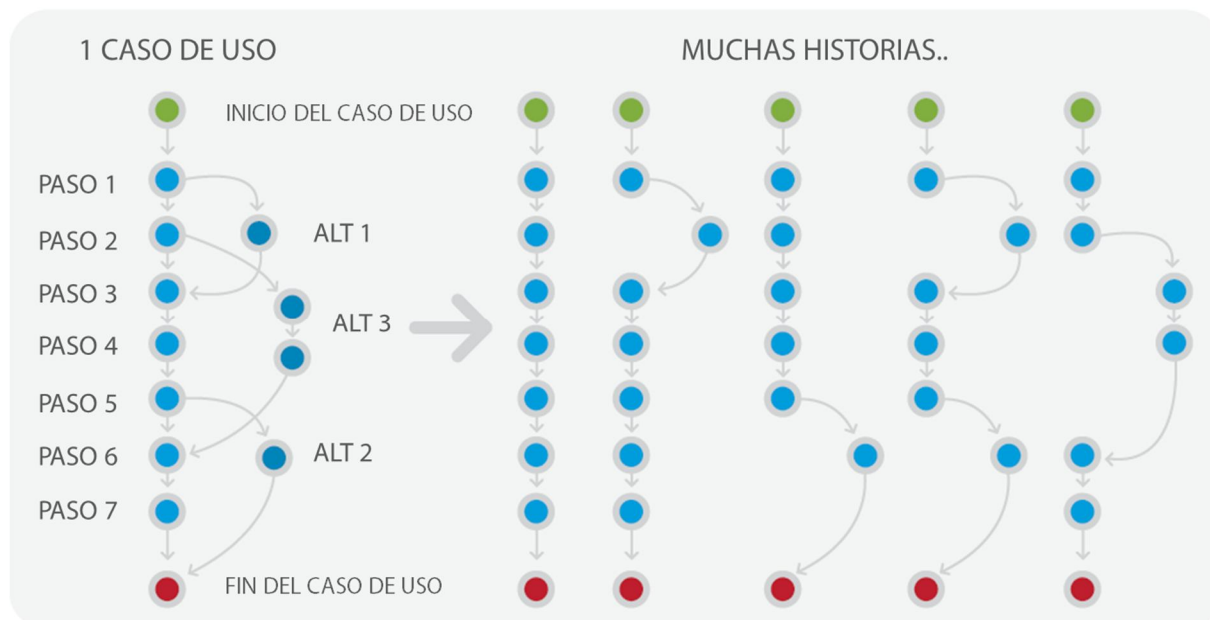 1 CASO DE USO
MUCHAS HISTORIAS..
INICIO DEL CASO DE USO
PASO 1
PASO 2
ALT 1
PASO 3
ALT 3
PASO 4
PASO 5
PASO 6
ALT 2
PASO 7
FIN DEL CASO DE USO